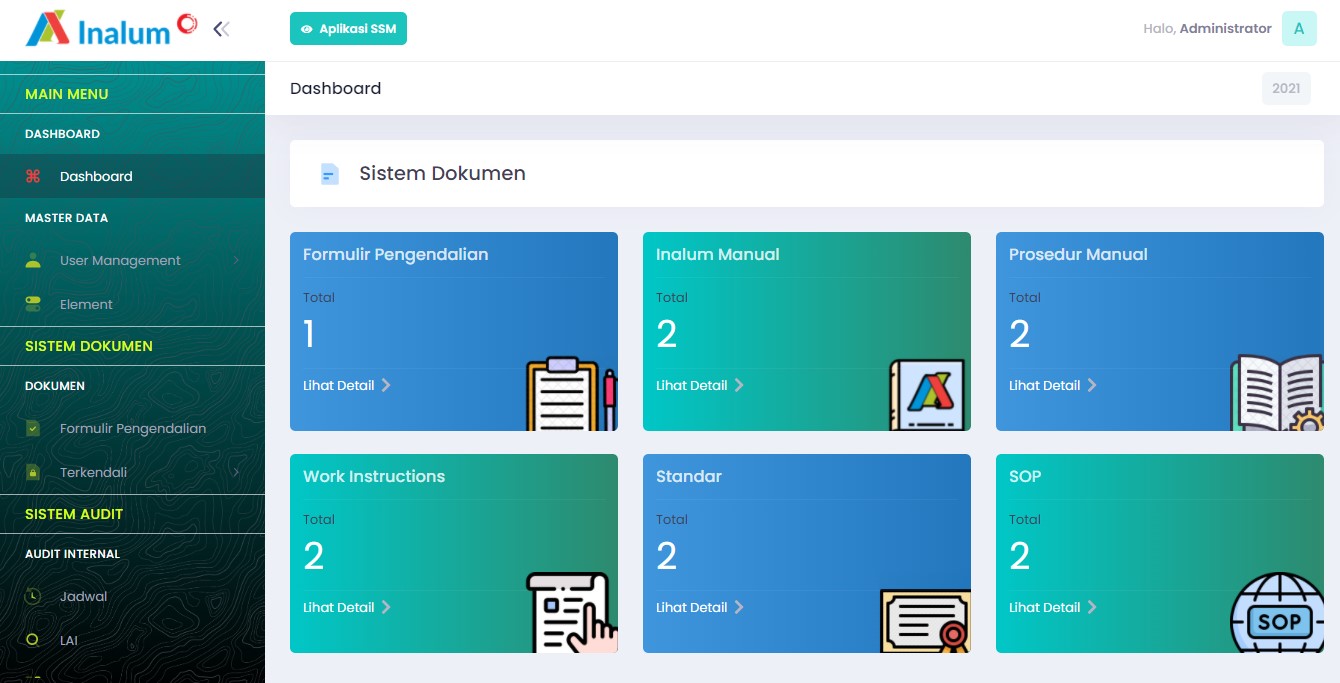 Inalum
Aplikasi SSM
Halo, Administrator
A
MAIN MENU
DASHBOARD
Dashboard
MASTER DATA
User Management
Element
SISTEM DOKUMEN
DOKUMEN
Formulir Pengendalian
Terkendali
SISTEM AUDIT
AUDIT INTERNAL
Jadwal
LAI
Dashboard
2021
Sistem Dokumen
Formulir Pengendalian
Total
1
Lihat Detail
Inalum Manual
Total
2
Lihat Detail
Prosedur Manual
Total
2
Lihat Detail
Work Instructions
Total
2
Lihat Detail
Standar
Total
2
Lihat Detail
SOP
Total
2
Lihat Detail
SOP